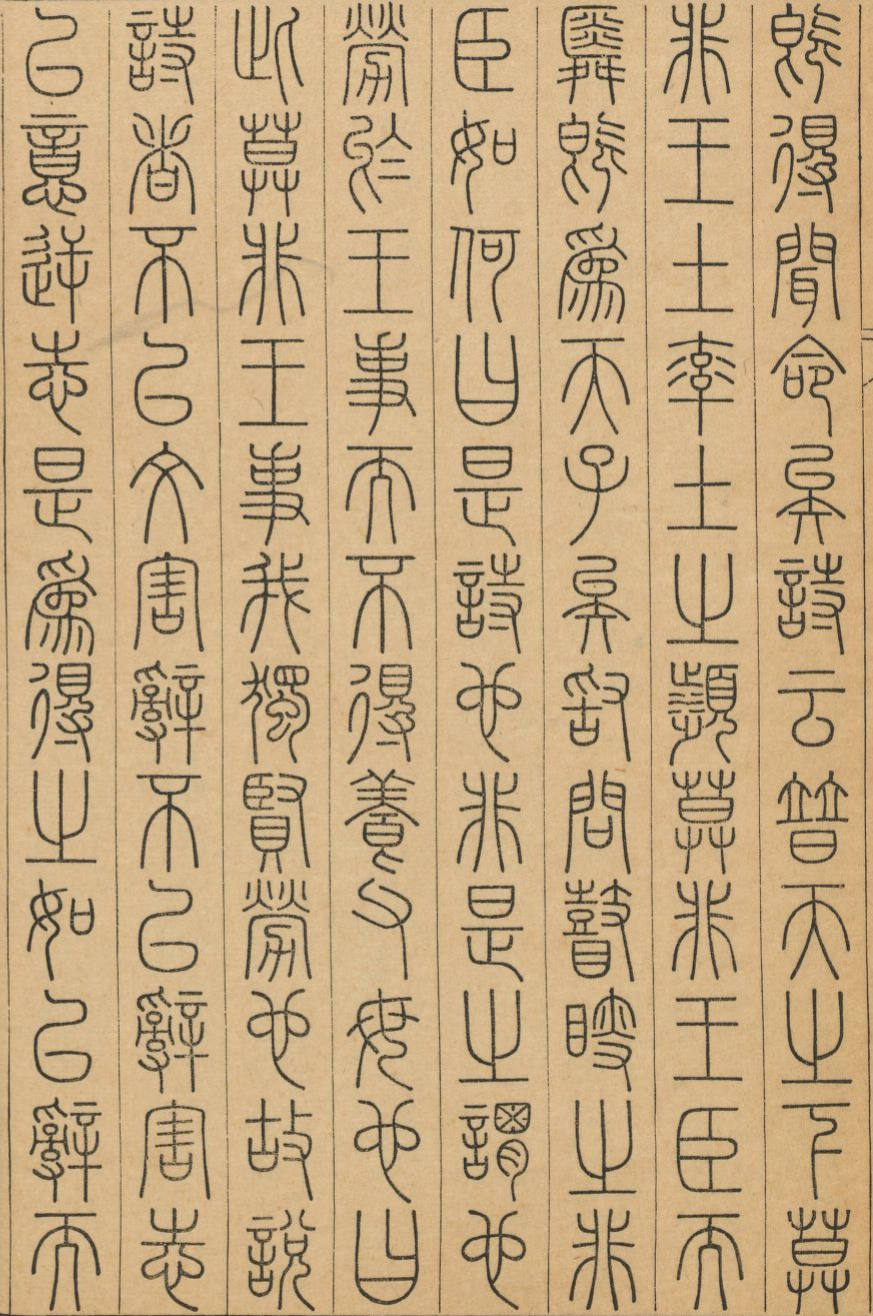 既得聞命矣詩云普天之下莫
非王土率土之瀕莫非王臣而
舜既爲天子矣敢問瞽瞍之非
臣如何曰是詩也非是之謂也
勞於王事而不得養父母也曰
此莫非王事我獨賢勞也故說
詩者不以文害辭不以辭害志
以意逆志是爲得之如以辭而